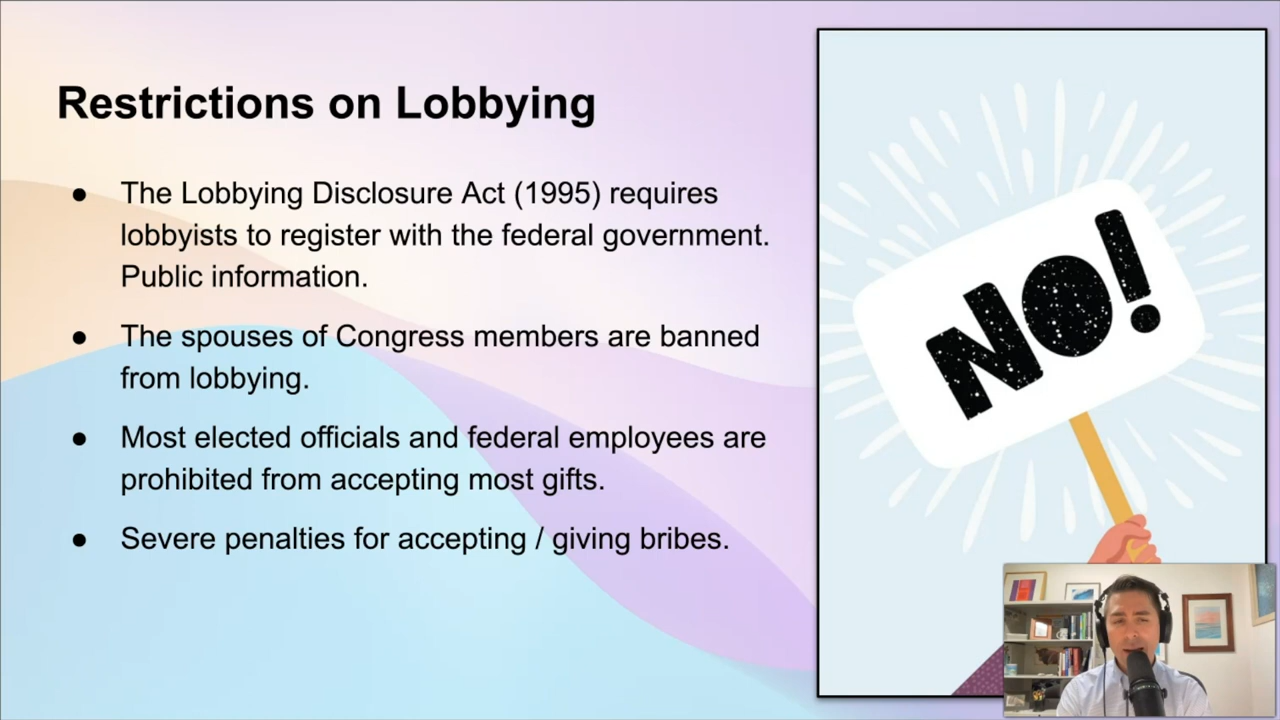 Restrictions on Lobbying
● The Lobbying Disclosure Act (1995) requires
lobbyists to register with the federal government.
Public information.
● The spouses of Congress members are banned
from lobbying.
● Most elected officials and federal employees are
prohibited from accepting most gifts.
● Severe penalties for accepting / giving bribes.
NO!